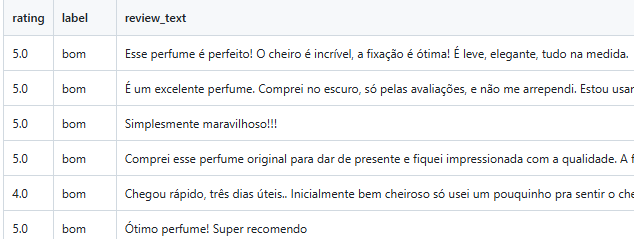 rating label review_text
5.0 bom Esse perfume é perfeito! O cheiro é incrível, a fixação é ótima! É leve, elegante, tudo na medida.
5.0 bom É um excelente perfume. Comprei no escuro, só pelas avaliações, e não me arrependi. Estou usar
5.0 bom Simplesmente maravilhoso!!!
5.0 bom Comprei esse perfume original para dar de presente e fiquei impressionada com a qualidade. A f
4.0 bom Chegou rápido, três dias úteis.. Inicialmente bem cheiroso só usei um pouquinho pra sentir o che
5.0 bom Ótimo perfume! Super recomendo